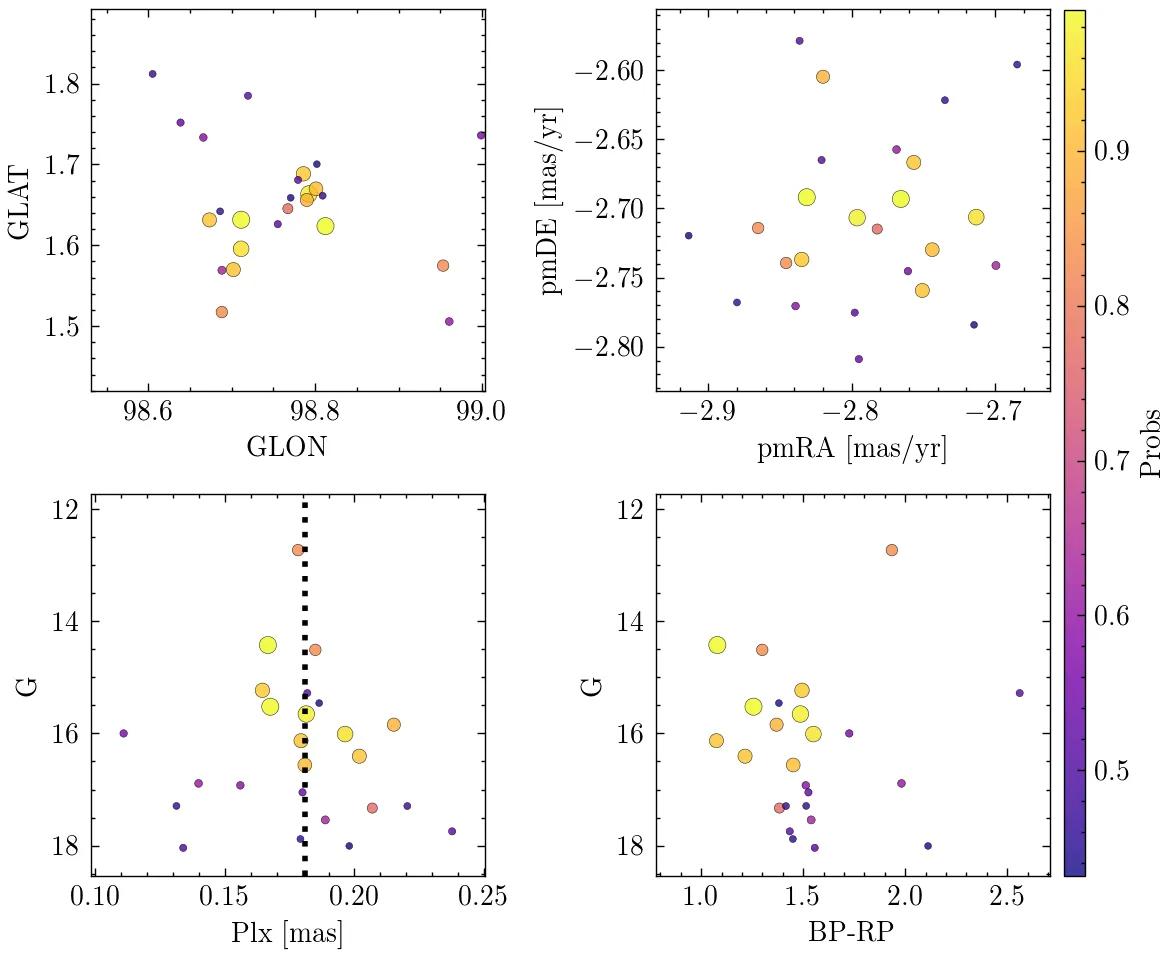 1.8
1.7
1.6
1.5
GLAT
98.6 98.8 99.0
GLON
−2.60
−2.65
−2.70
−2.75
−2.80
pmDE [mas/yr]
−2.9 −2.8 −2.7
pmRA [mas/yr]
0.9
0.8
0.7
0.6
0.5
Probs
12
14
16
18
G
0.10 0.15 0.20 0.25
Plx [mas]
12
14
16
18
G
1.0 1.5 2.0 2.5
BP-RP